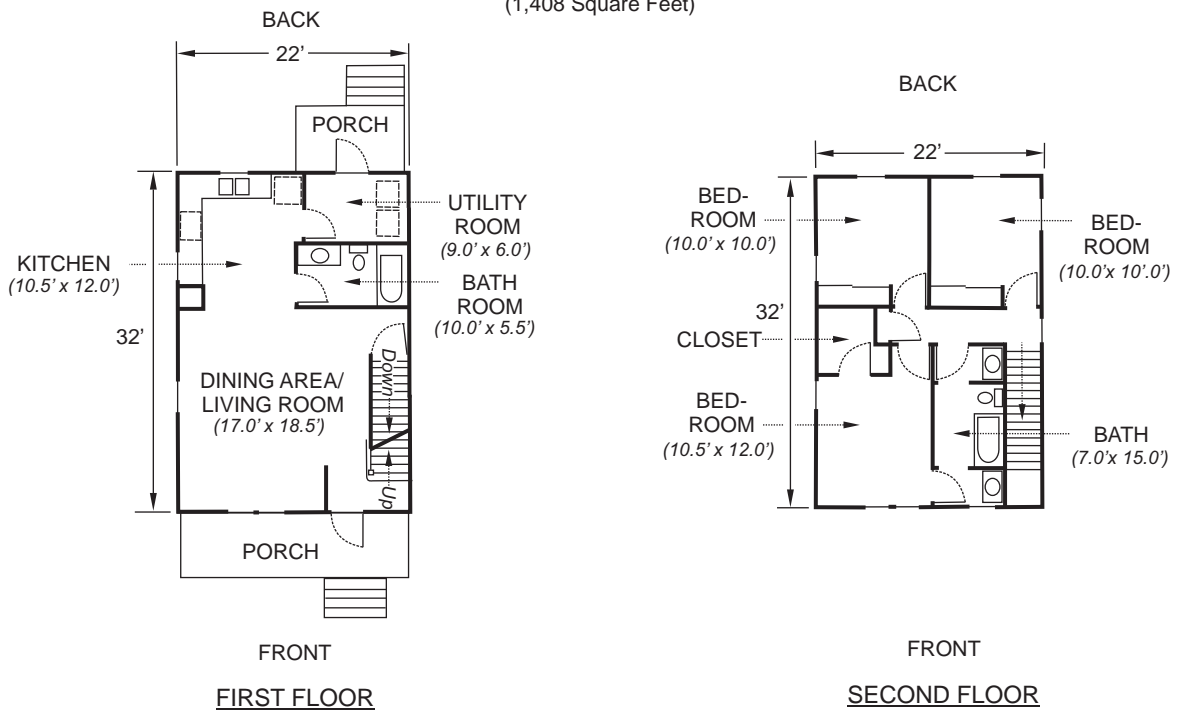 (1,408 Square Feet)
BACK
22’
PORCH
UTILITY
ROOM
(9.0’ x 6.0’)
KITCHEN
(10.5’ x 12.0’)
BATH
ROOM
(10.0’ x 5.5’)
32’
DINING AREA/
LIVING ROOM
(17.0’ x 18.5’)
Down
Up
PORCH
FRONT
FIRST FLOOR
BACK
22’
BED-
ROOM
(10.0’ x 10.0’)
BED-
ROOM
(10.0’x 10’.0’)
32’
CLOSET
BED-
ROOM
(10.5’ x 12.0’)
BATH
(7.0’x 15.0’)
FRONT
SECOND FLOOR